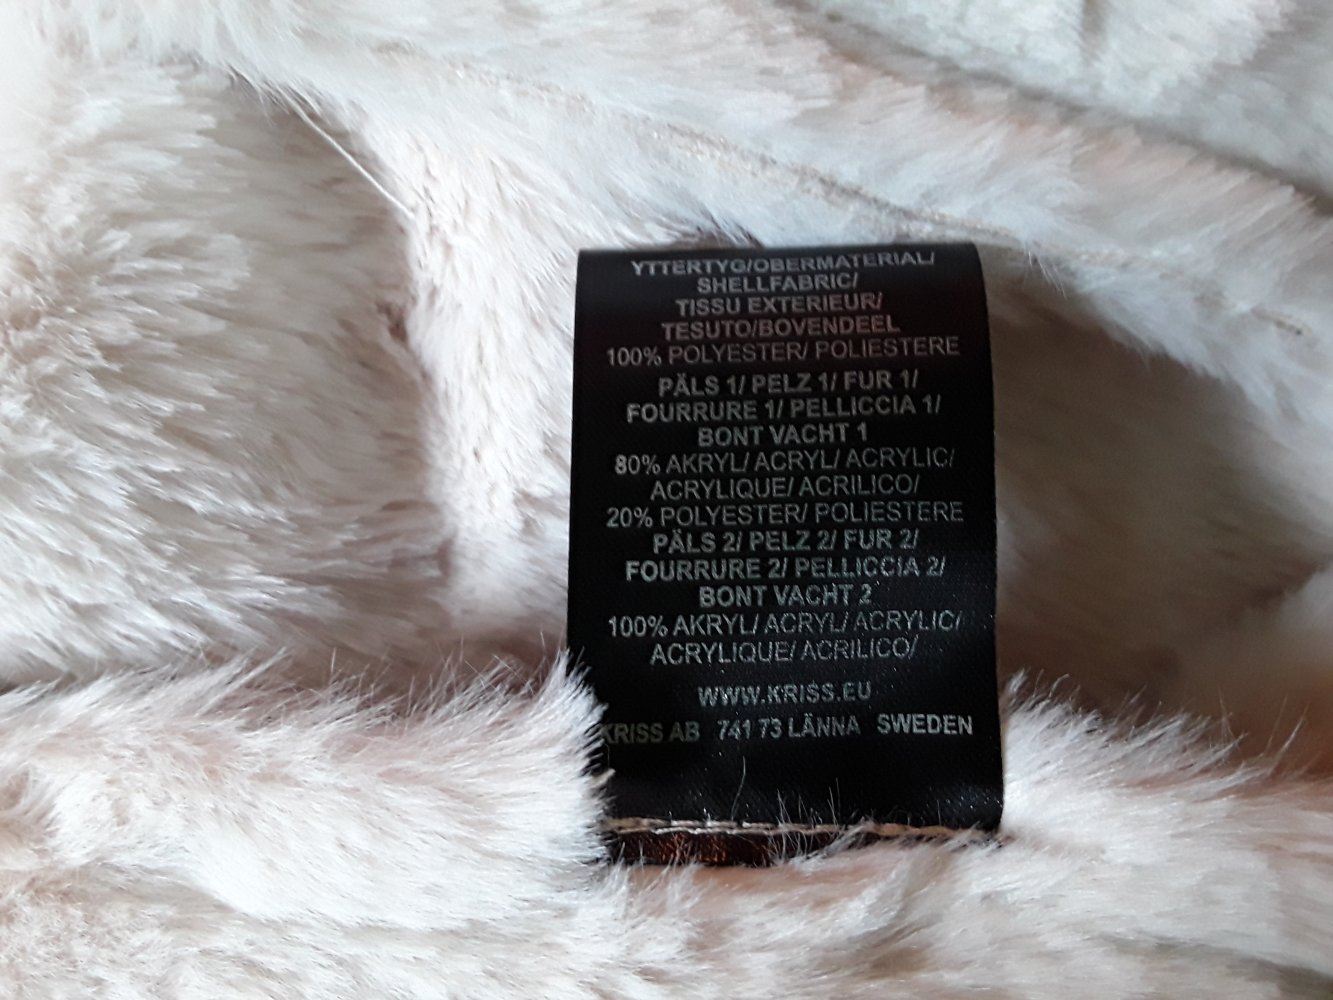 YTTERTYG/OBERMATERIAL/
SHELLFABRIC/
TISSU EXTERIEUR/
TESUTO/BOVENDEEL
100% POLYESTER/ POLIESTERE
PÄLS 1/ PELZ 1/ FUR 1/
FOURRURE 1/ PELLICCIA 1/
BONT VACHT 1
80% AKRYL/ ACRYL/ ACRYLIC/
ACRYLIQUE/ ACRILICO/
20% POLYESTER/ POLIESTERE
PÄLS 2/ PELZ 2/ FUR 2/
FOURRURE 2/ PELLICCIA 2/
BONT VACHT 2
100% AKRYL/ ACRYL/ ACRYLIC/
ACRYLIQUE/ ACRILICO/
WWW.KRISS.EU
KRISS AB 741 73 LÄNNA SWEDEN